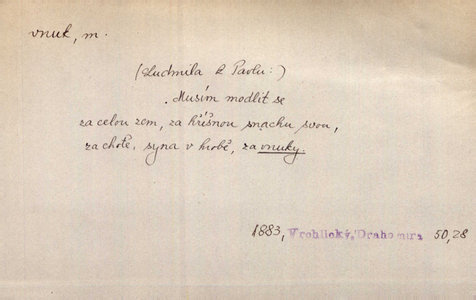 vnuk, m.
(Ludmila k Pavlu:)
. Musím modlit se
za celou zem, za hříšnou snachu svou,
za chotě, syna v hrobě, za vnuky.
1883, Vrchlický, Drahomíra 50,28